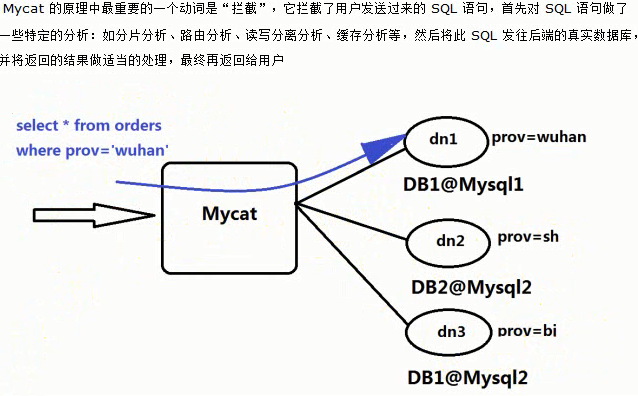 Mycat 的原理中最重要的一个动词是“拦截”，它拦截了用户发送过来的 SQL 语句，首先对 SQL 语句做了
一些特定的分析：如分片分析、路由分析、读写分离分析、缓存分析等，然后将此 SQL 发往后端的真实数据库，
并将返回的结果做适当的处理，最终再返回给用户
select * from orders
where prov='wuhan'
Mycat
dn1 prov=wuhan
DB1@Mysql1
dn2 prov=sh
DB2@Mysql2
dn3 prov=bi
DB1@Mysql2